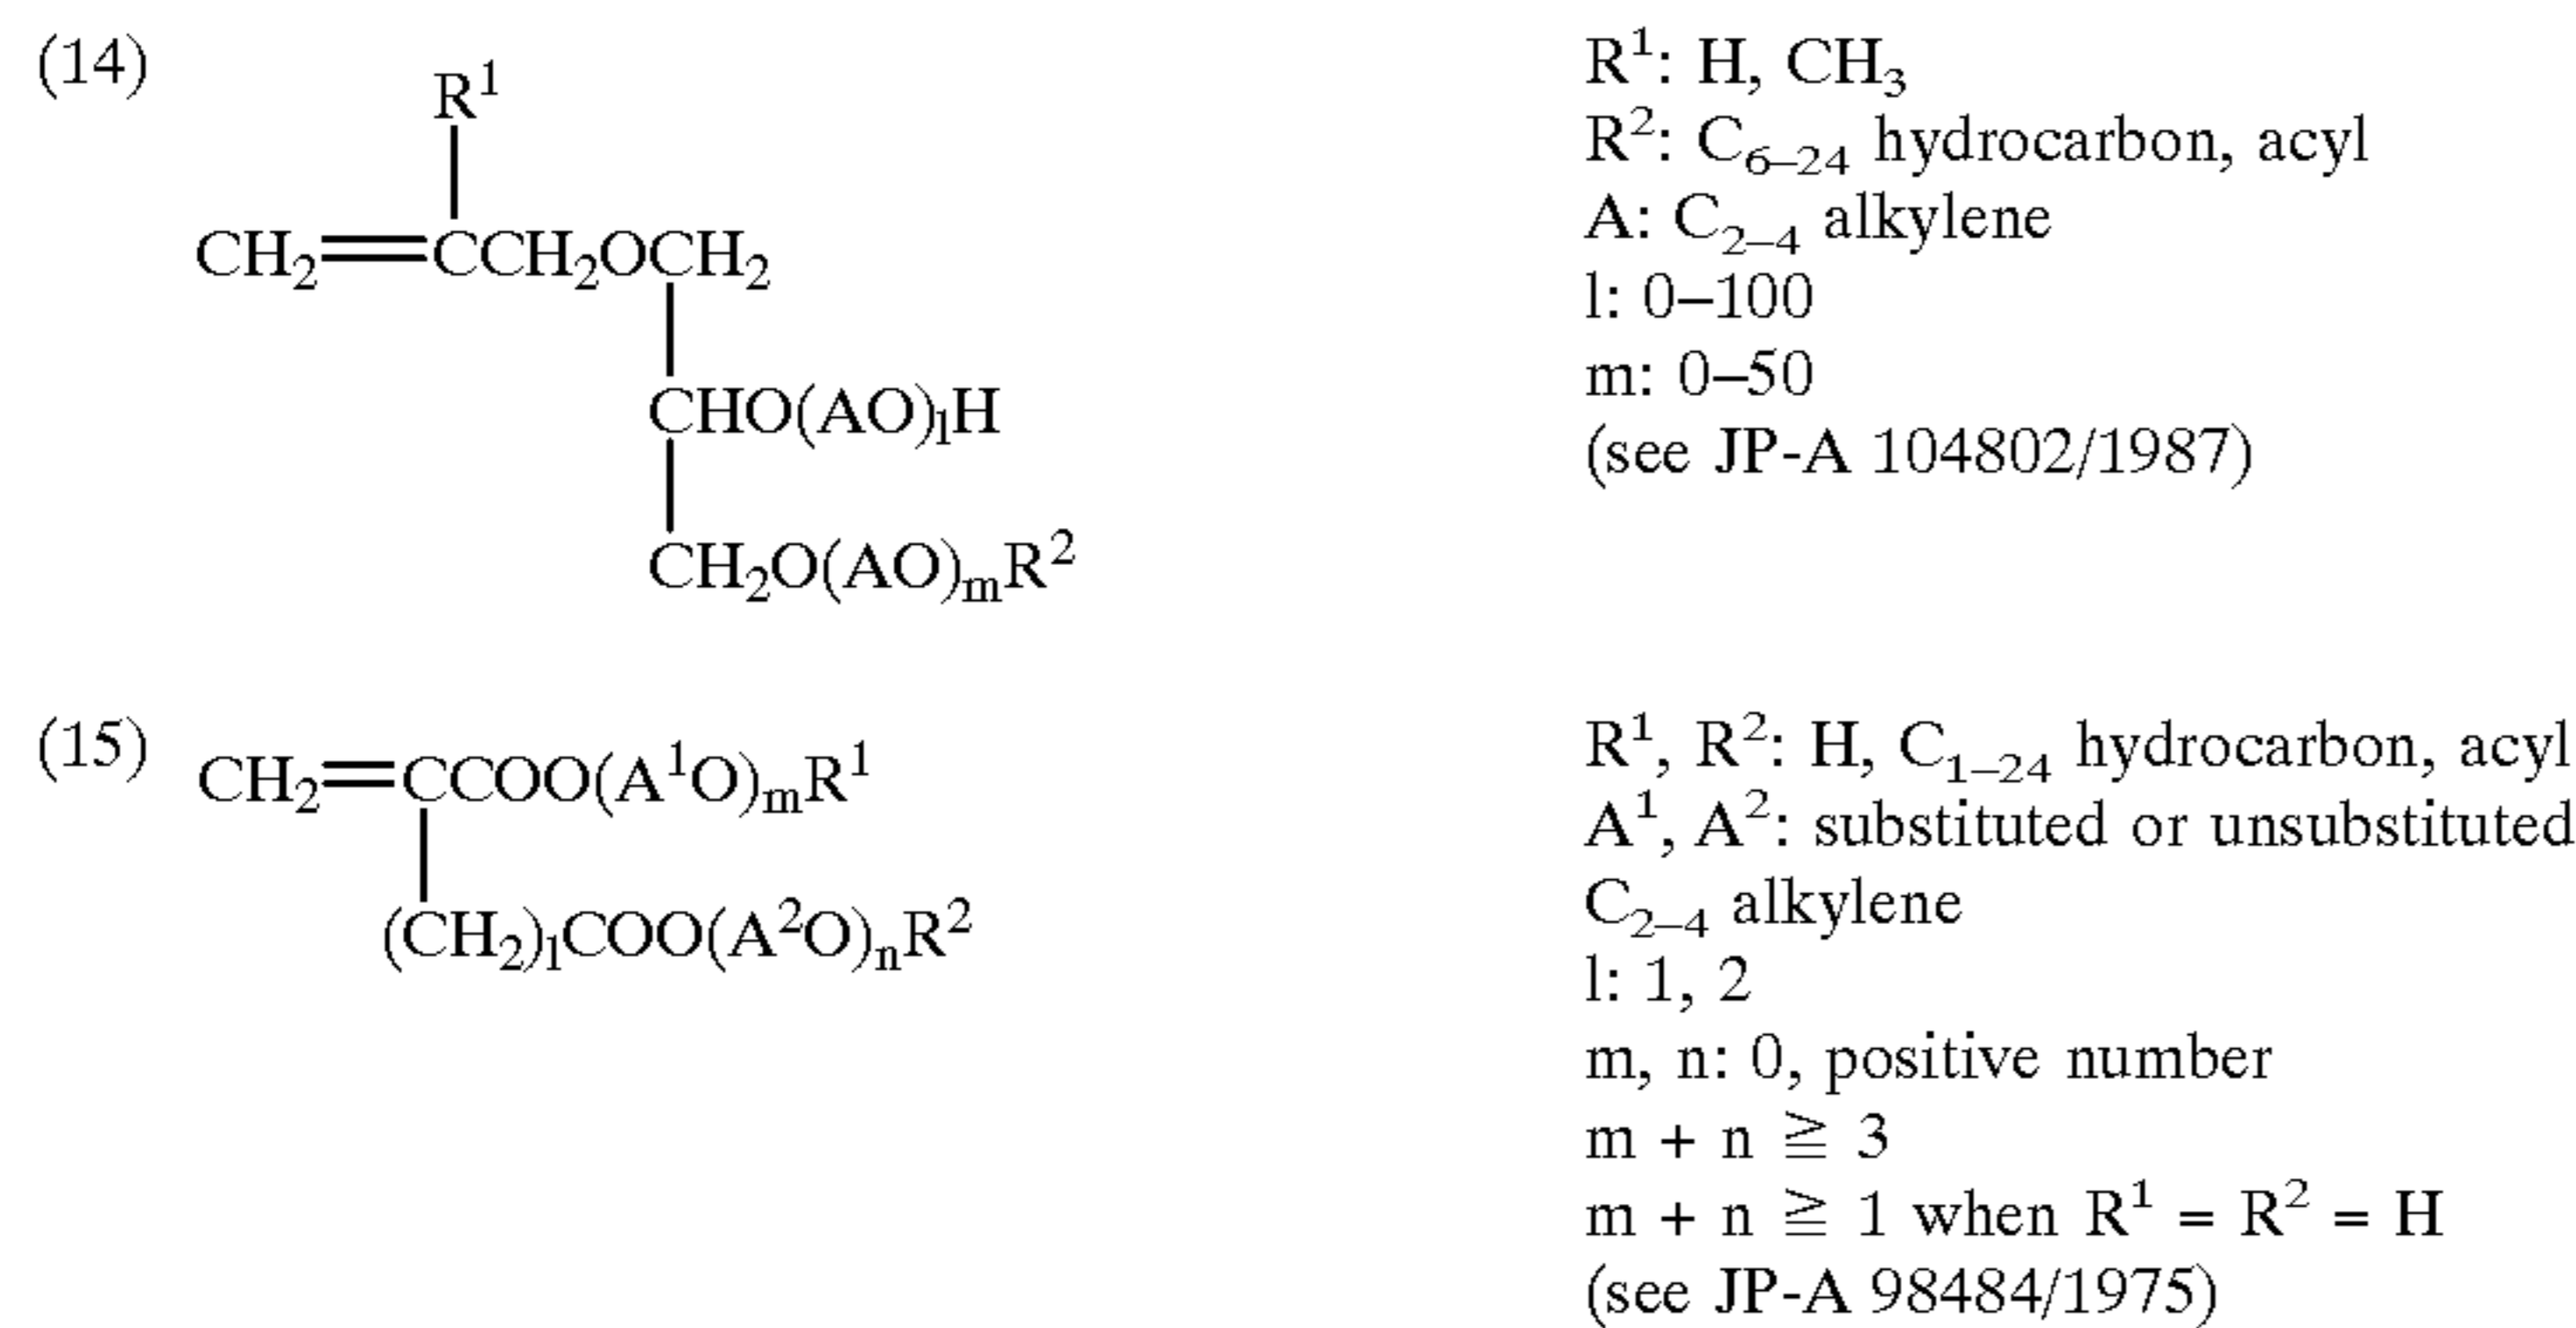 (14)
R¹
CH₂=CCH₂OCH₂
CHO(AO)ₗH
CH₂O(AO)ₘR²
R¹: H, CH₃
R²: C₆₋₂₄ hydrocarbon, acyl
A: C₂₋₄ alkylene
l: 0–100
m: 0–50
(see JP-A 104802/1987)
(15)
CH₂=CCOO(A¹O)ₘR¹
(CH₂)ₗCOO(A²O)ₙR²
R¹, R²: H, C₁₋₂₄ hydrocarbon, acyl
A¹, A²: substituted or unsubstituted
C₂₋₄ alkylene
l: 1, 2
m, n: 0, positive number
m + n ≧ 3
m + n ≧ 1 when R¹ = R² = H
(see JP-A 98484/1975)